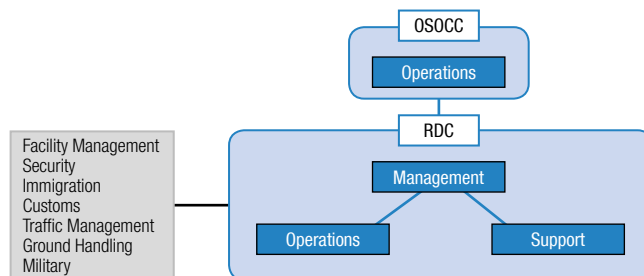 OSOCC
Operations
RDC
Facility Management
Security
Immigration
Customs
Traffic Management
Ground Handling
Military
Management
Operations
Support